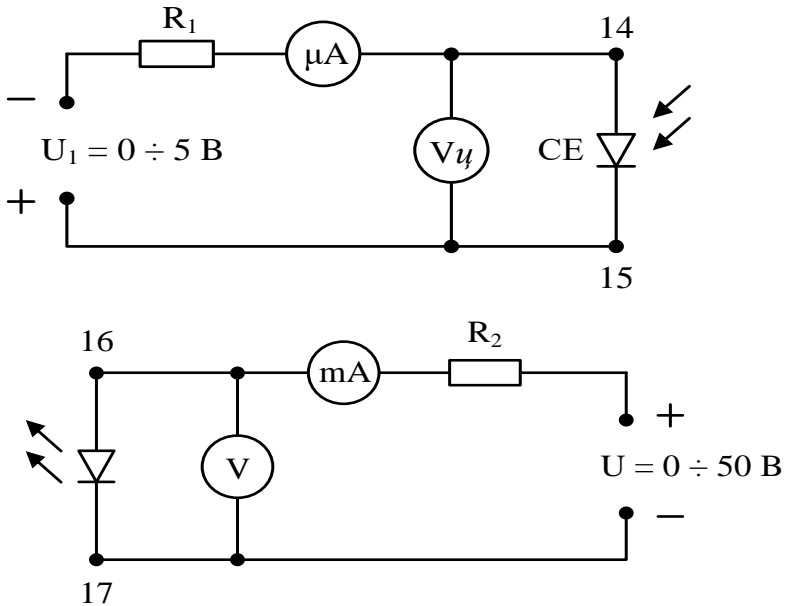 R₁
14
μA
–
U₁ = 0 ÷ 5 В
Vц
CE
+
15
16
R₂
mA
+
V
U = 0 ÷ 50 В
–
17